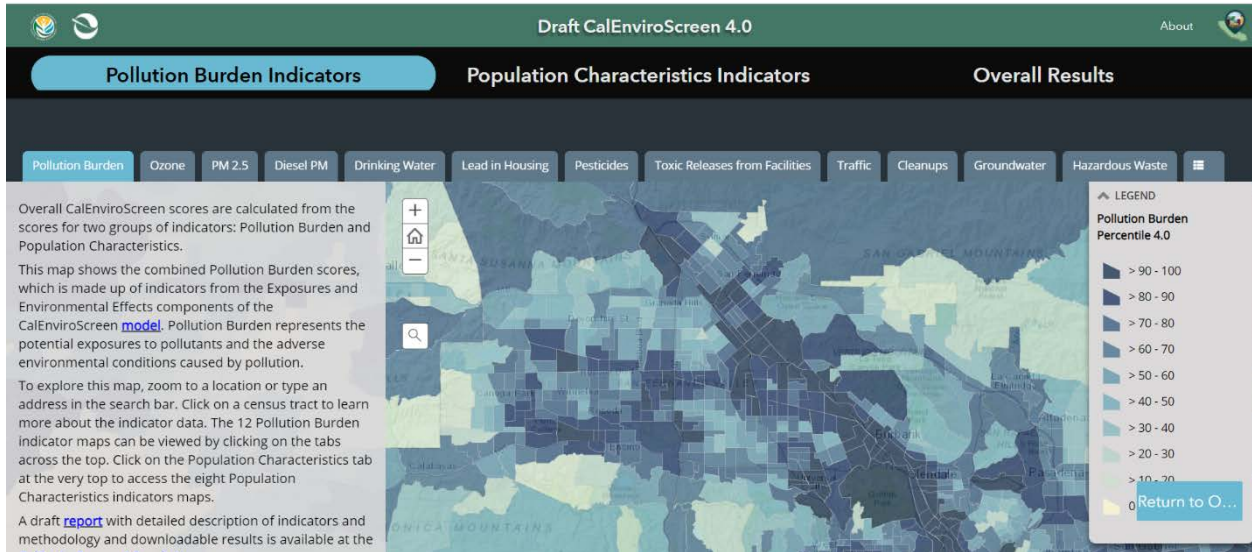 Draft CalEnviroScreen 4.0
About
Pollution Burden Indicators
Population Characteristics Indicators
Overall Results
Pollution Burden
Ozone
PM 2.5
Diesel PM
Drinking Water
Lead in Housing
Pesticides
Toxic Releases from Facilities
Traffic
Cleanups
Groundwater
Hazardous Waste
Overall CalEnviroScreen scores are calculated from the
scores for two groups of indicators: Pollution Burden and
Population Characteristics.
This map shows the combined Pollution Burden scores,
which is made up of indicators from the Exposures and
Environmental Effects components of the
CalEnviroScreen model. Pollution Burden represents the
potential exposures to pollutants and the adverse
environmental conditions caused by pollution.
To explore this map, zoom to a location or type an
address in the search bar. Click on a census tract to learn
more about the indicator data. The 12 Pollution Burden
indicator maps can be viewed by clicking on the tabs
across the top. Click on the Population Characteristics tab
at the very top to access the eight Population
Characteristics indicators maps.
A draft report with detailed description of indicators and
methodology and downloadable results is available at the
+
−
SANTA SUSANNA
SAN GABRIEL MOUNTAINS
San Fernando
Granada Hills
Burbank
Glendale
Encino
Calabasas
MONICA MOUNTAINS
LEGEND
Pollution Burden
Percentile 4.0
> 90 - 100
> 80 - 90
> 70 - 80
> 60 - 70
> 50 - 60
> 40 - 50
> 30 - 40
> 20 - 30
> 10 - 20
0
Return to O...